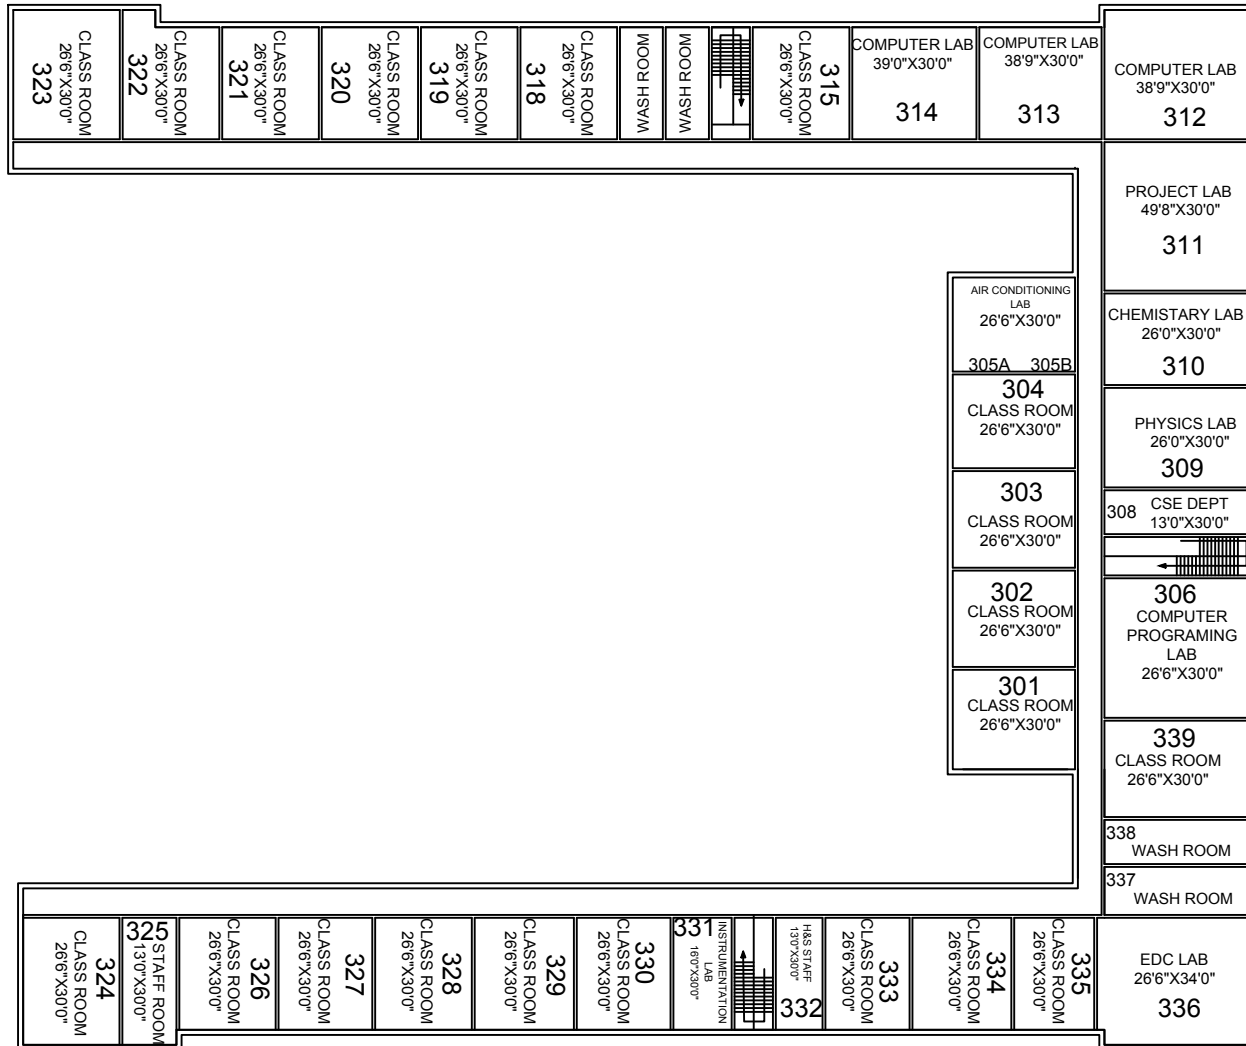 CLASS ROOM
26'6"X30'0"
323
CLASS ROOM
26'6"X30'0"
322
CLASS ROOM
26'6"X30'0"
321
CLASS ROOM
26'6"X30'0"
320
CLASS ROOM
26'6"X30'0"
319
CLASS ROOM
26'6"X30'0"
318
WASH ROOM
WASH ROOM
315
CLASS ROOM
26'6"X30'0"
COMPUTER LAB
39'0"X30'0"
314
COMPUTER LAB
38'9"X30'0"
313
COMPUTER LAB
38'9"X30'0"
312
PROJECT LAB
49'8"X30'0"
311
CHEMISTARY LAB
26'0"X30'0"
310
PHYSICS LAB
26'0"X30'0"
309
308 CSE DEPT
13'0"X30'0"
306
COMPUTER
PROGRAMING
LAB
26'6"X30'0"
339
CLASS ROOM
26'6"X30'0"
338
WASH ROOM
337
WASH ROOM
AIR CONDITIONING
LAB
26'6"X30'0"
305A 305B
304
CLASS ROOM
26'6"X30'0"
303
CLASS ROOM
26'6"X30'0"
302
CLASS ROOM
26'6"X30'0"
301
CLASS ROOM
26'6"X30'0"
324
CLASS ROOM
26'6"X30'0"
325
STAFF ROOM
13'0"X30'0"
326
CLASS ROOM
26'6"X30'0"
327
CLASS ROOM
26'6"X30'0"
328
CLASS ROOM
26'6"X30'0"
329
CLASS ROOM
26'6"X30'0"
330
CLASS ROOM
26'6"X30'0"
331
INSTRUMENTATION
LAB
16'0"X30'0"
H&S STAFF
13'0"X30'0"
332
333
CLASS ROOM
26'6"X30'0"
334
CLASS ROOM
26'6"X30'0"
335
CLASS ROOM
26'6"X30'0"
EDC LAB
26'6"X34'0"
336